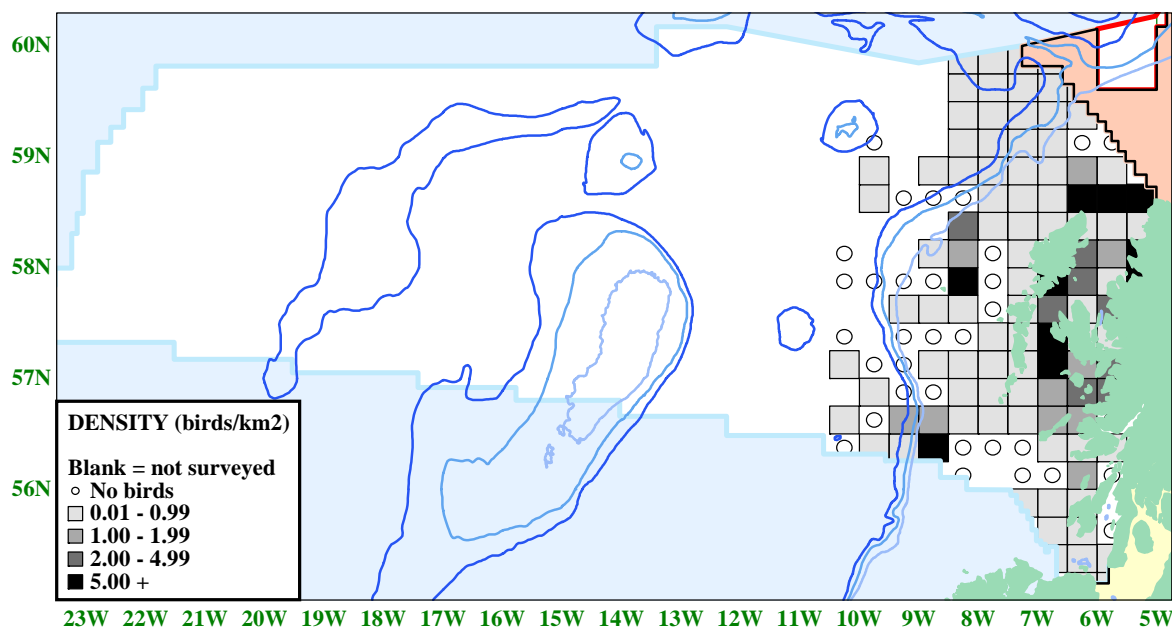 60N
59N
58N
57N
56N
DENSITY (birds/km2)
Blank = not surveyed
No birds
0.01 - 0.99
1.00 - 1.99
2.00 - 4.99
5.00 +
23W 22W 21W 20W 19W 18W 17W 16W 15W 14W 13W 12W 11W 10W 9W 8W 7W 6W 5W